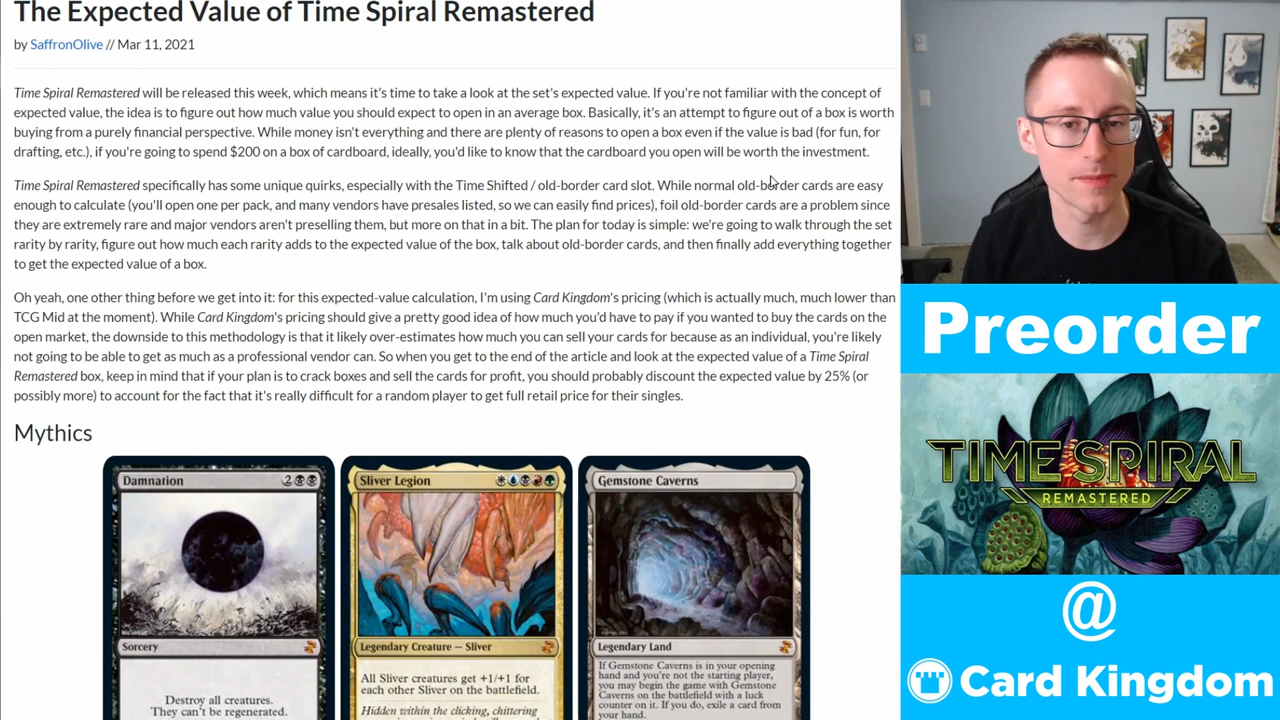 The Expected Value of Time Spiral Remastered
by SaffronOlive // Mar 11, 2021
Time Spiral Remastered will be released this week, which means it's time to take a look at the set's expected value. If you're not familiar with the concept of
expected value, the idea is to figure out how much value you should expect to open in an average box. Basically, it's an attempt to figure out of a box is worth
buying from a purely financial perspective. While money isn't everything and there are plenty of reasons to open a box even if the value is bad (for fun, for
drafting, etc.), if you're going to spend $200 on a box of cardboard, ideally, you'd like to know that the cardboard you open will be worth the investment.
Time Spiral Remastered specifically has some unique quirks, especially with the Time Shifted / old-border card slot. While normal old-border cards are easy
enough to calculate (you'll open one per pack, and many vendors have presales listed, so we can easily find prices), foil old-border cards are a problem since
they are extremely rare and major vendors aren't preselling them, but more on that in a bit. The plan for today is simple: we're going to walk through the set
rarity by rarity, figure out how much each rarity adds to the expected value of the box, talk about old-border cards, and then finally add everything together
to get the expected value of a box.
Oh yeah, one other thing before we get into it: for this expected-value calculation, I'm using Card Kingdom's pricing (which is actually much, much lower than
TCG Mid at the moment). While Card Kingdom's pricing should give a pretty good idea of how much you'd have to pay if you wanted to buy the cards on the
open market, the downside to this methodology is that it likely over-estimates how much you can sell your cards for because as an individual, you're likely
not going to be able to get as much as a professional vendor can. So when you get to the end of the article and look at the expected value of a Time Spiral
Remastered box, keep in mind that if your plan is to crack boxes and sell the cards for profit, you should probably discount the expected value by 25% (or
possibly more) to account for the fact that it's really difficult for a random player to get full retail price for their singles.
Mythics
Damnation
2
Sorcery
Destroy all creatures.
They can't be regenerated.
Sliver Legion
Legendary Creature — Sliver
All Sliver creatures get +1/+1 for
each other Sliver on the battlefield.
Hidden within the clicking, chittering
Gemstone Caverns
Legendary Land
If Gemstone Caverns is in your opening
hand and you're not the starting player,
you may begin the game with Gemstone
Caverns on the battlefield with a luck
counter on it. If you do, exile a card from
your hand.
Preorder
TIME SPIRAL
REMASTERED
@
Card Kingdom